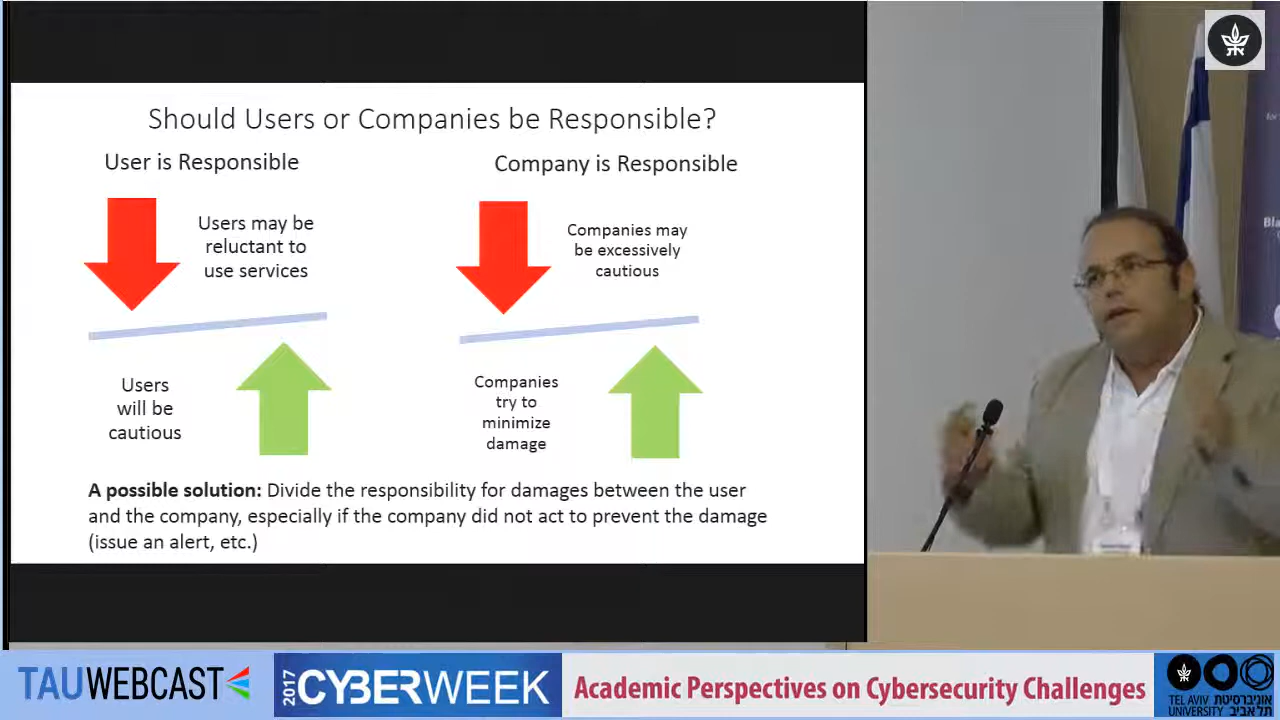 Should Users or Companies be Responsible?
User is Responsible
Users may be
reluctant to
use services
Users
will be
cautious
Company is Responsible
Companies may
be excessively
cautious
Companies
try to
minimize
damage
A possible solution: Divide the responsibility for damages between the user
and the company, especially if the company did not act to prevent the damage
(issue an alert, etc.)
Bla
TAUWEBCAST
2017 CYBERWEEK
Academic Perspectives on Cybersecurity Challenges
TEL AVIV אוניברסיטת
UNIVERSITY תל אביב